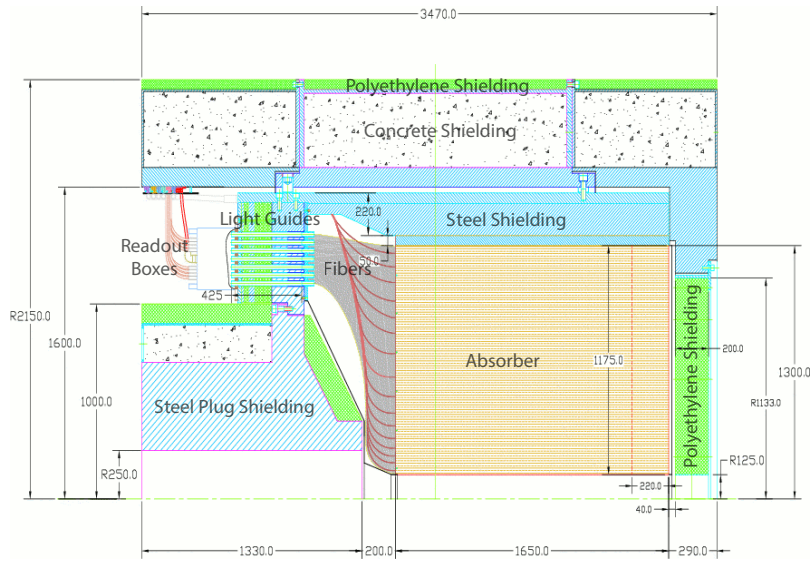 3470.0
Polyethylene Shielding
Concrete Shielding
220.0
Light Guides
Steel Shielding
Readout
Boxes
Fibers
50.0
425
R2150.0
1600.0
Absorber
1175.0
200.0
Polyethylene Shielding
1300.0
1000.0
Steel Plug Shielding
R1133.0
R250.0
R125.0
220.0
40.0
1330.0
200.0
1650.0
290.0